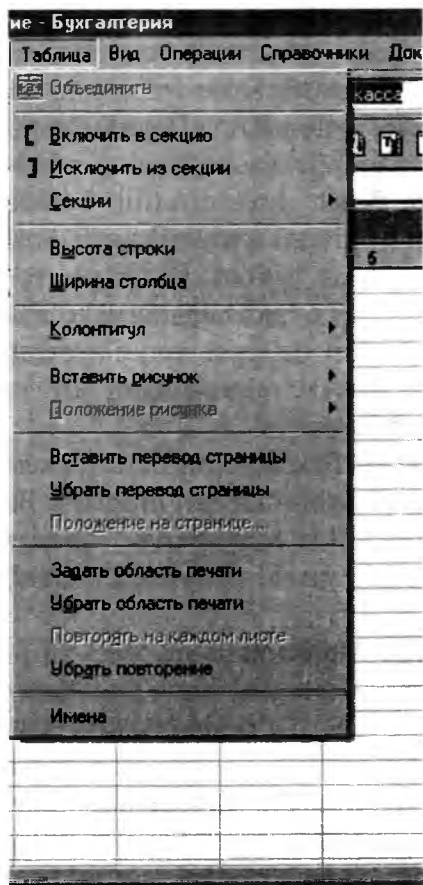 ие - Бухгалтерия
Таблица Вид Операции Справочники Док
Объединить
касса
Включить в секцию
Исключить из секции
Секции
Высота строки
6
Ширина столбца
Колонтитул
Вставить рисунок
Положение рисунка
Вставить перевод страницы
Убрать перевод страницы
Положение на странице...
Задать область печати
Убрать область печати
Повторять на каждом листе
Убрать повторение
Имена